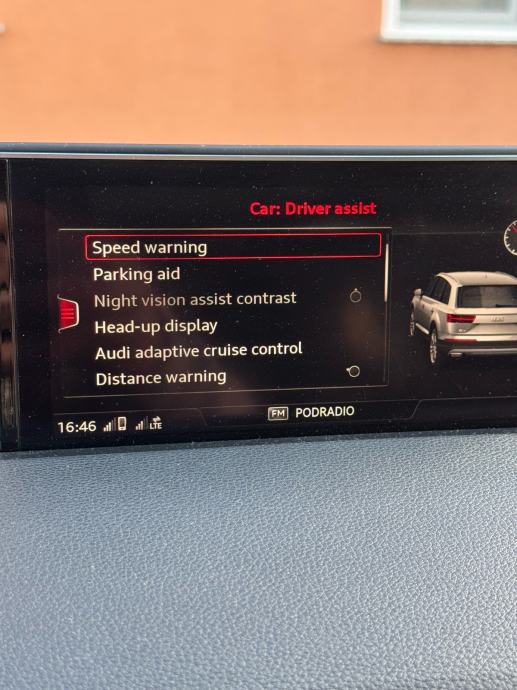 Car: Driver assist
Speed warning
Parking aid
Night vision assist contrast
Head-up display
Audi adaptive cruise control
Distance warning
16:46 LTE FM PODRADIO